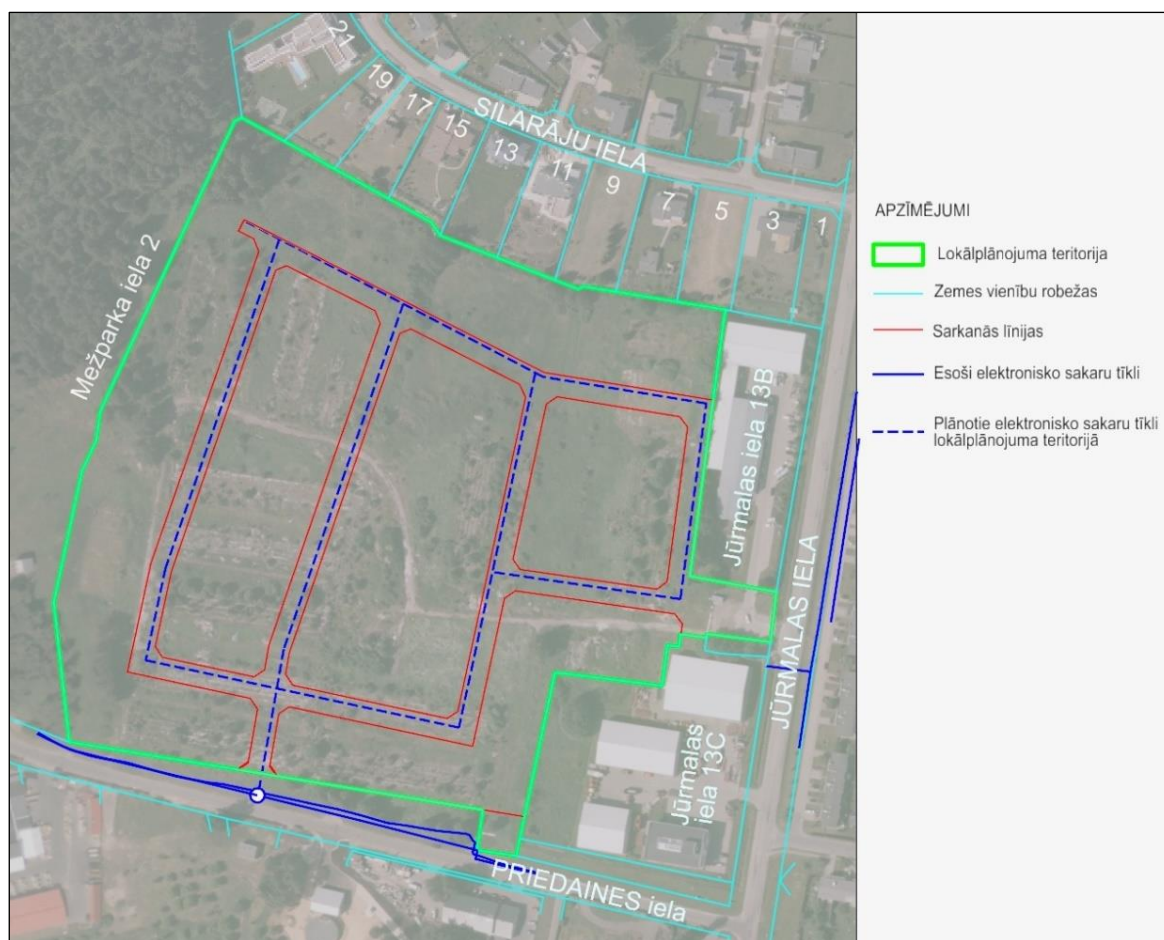 21
19
17
15
13
11
9
7
5
3
1
SILARĀJU IELA
Mežparka iela 2
Jūrmalas iela 13B
JŪRMALAS IELA
Jūrmalas
iela 13C
PRIEDAINES iela
APZĪMĒJUMI
Lokālplānojuma teritorija
Zemes vienību robežas
Sarkanās līnijas
Esoši elektronisko sakaru tīkli
Plānotie elektronisko sakaru tīkli
lokālplānojuma teritorijā